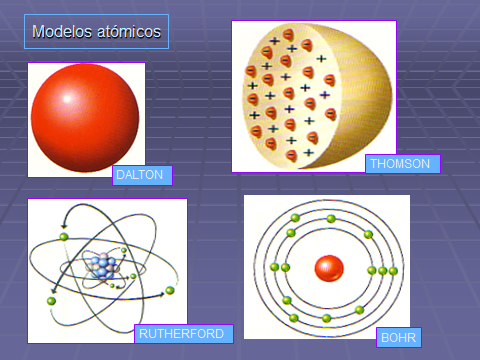 Modelos atómicos
DALTON
THOMSON
RUTHERFORD
BOHR